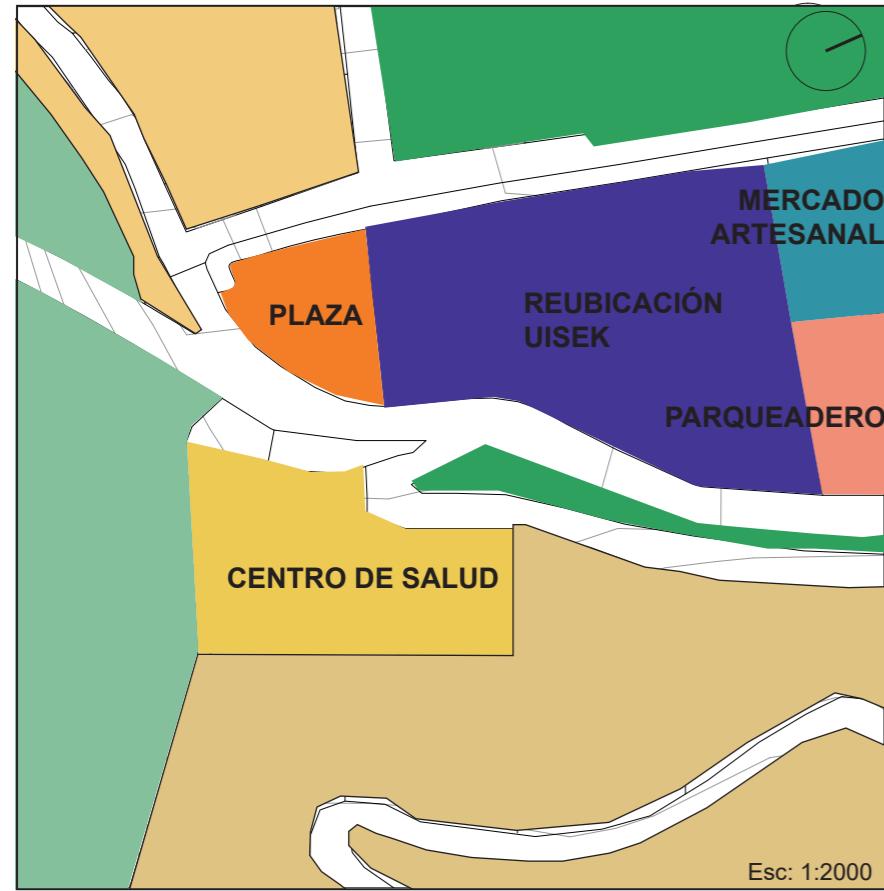 MERCADO
ARTESANAL
PLAZA
REUBICACIÓN
UISEK
PARQUEADERO
CENTRO DE SALUD
Esc: 1:2000